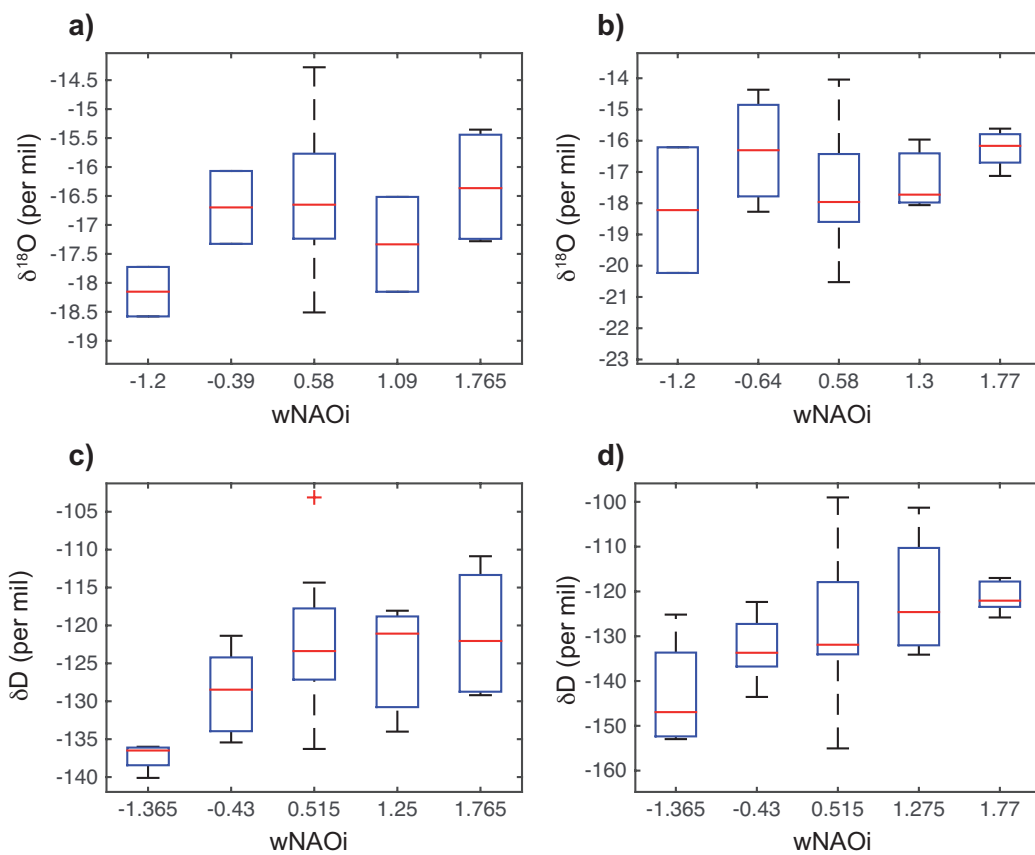 a)
-14.5
-15
-15.5
-16
-16.5
-17
-17.5
-18
-18.5
-19
δ¹⁸O (per mil)
-1.2 -0.39 0.58 1.09 1.765
wNAOi
b)
-14
-15
-16
-17
-18
-19
-20
-21
-22
-23
δ¹⁸O (per mil)
-1.2 -0.64 0.58 1.3 1.77
wNAOi
c)
-105
-110
-115
-120
-125
-130
-135
-140
δD (per mil)
-1.365 -0.43 0.515 1.25 1.765
wNAOi
d)
-100
-110
-120
-130
-140
-150
-160
δD (per mil)
-1.365 -0.43 0.515 1.275 1.77
wNAOi